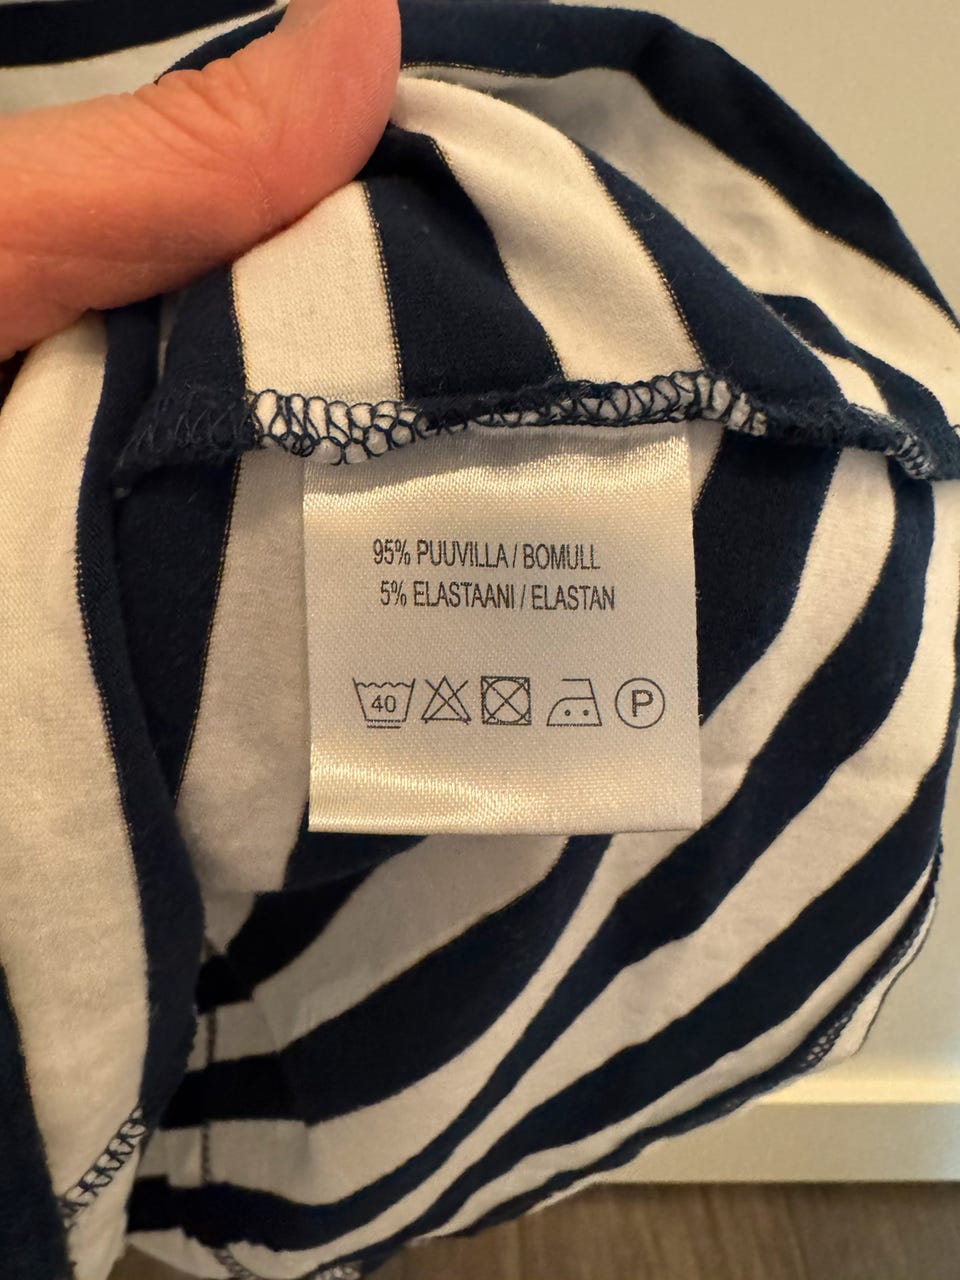 95% PUUVILLA / BOMULL
5% ELASTAANI / ELASTAN
40 P